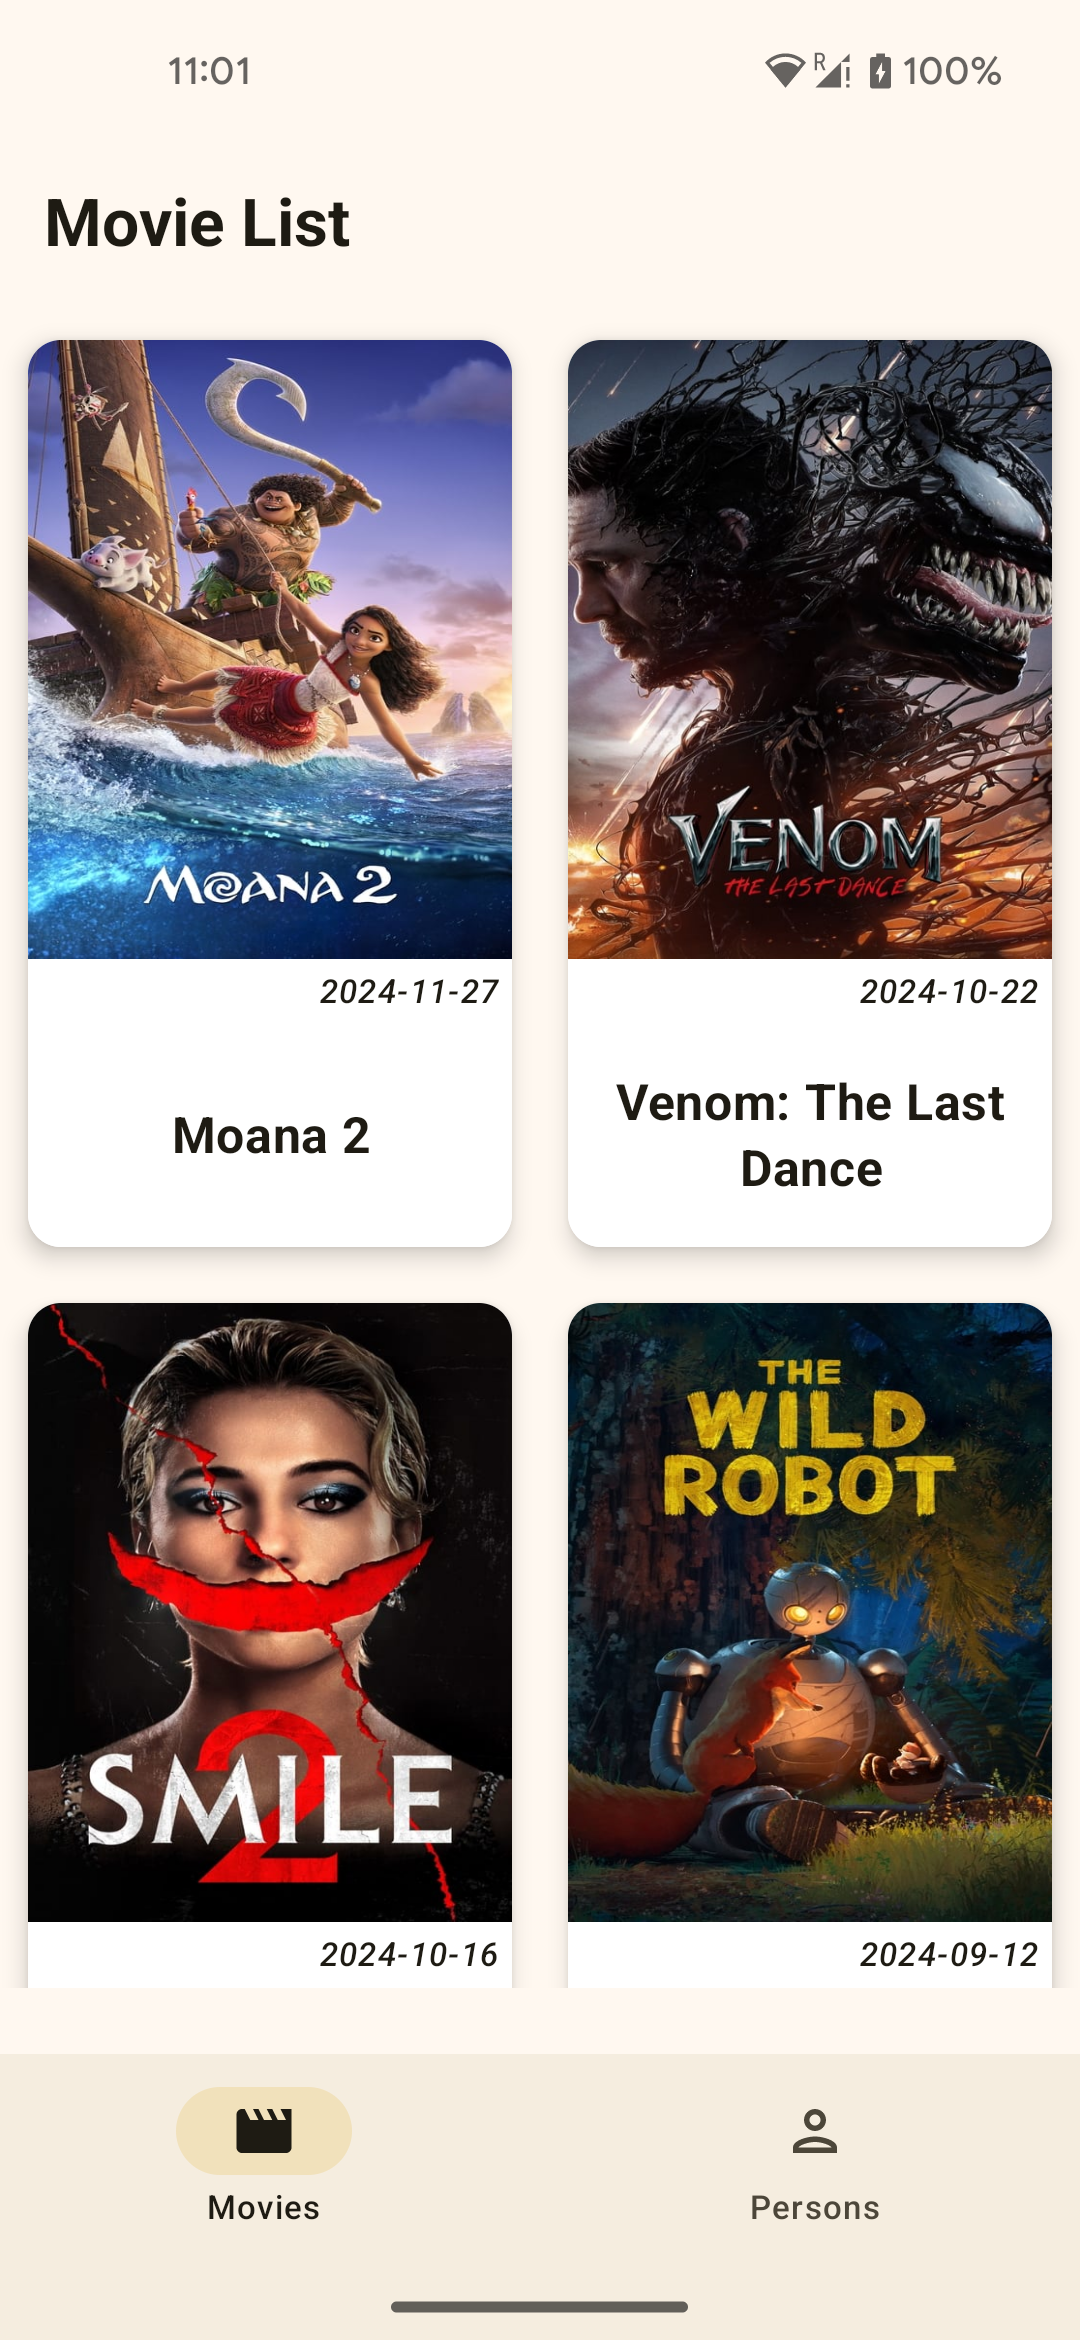 11:01
R
100%
Movie List
MOANA 2
2024-11-27
Moana 2
VENOM
THE LAST DANCE
2024-10-22
Venom: The Last
Dance
SMILE
2
2024-10-16
THE
WILD
ROBOT
2024-09-12
Movies
Persons